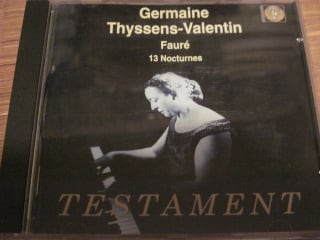 Germaine
Thyssens-Valentin
Fauré
13 Nocturnes
TESTAMENT